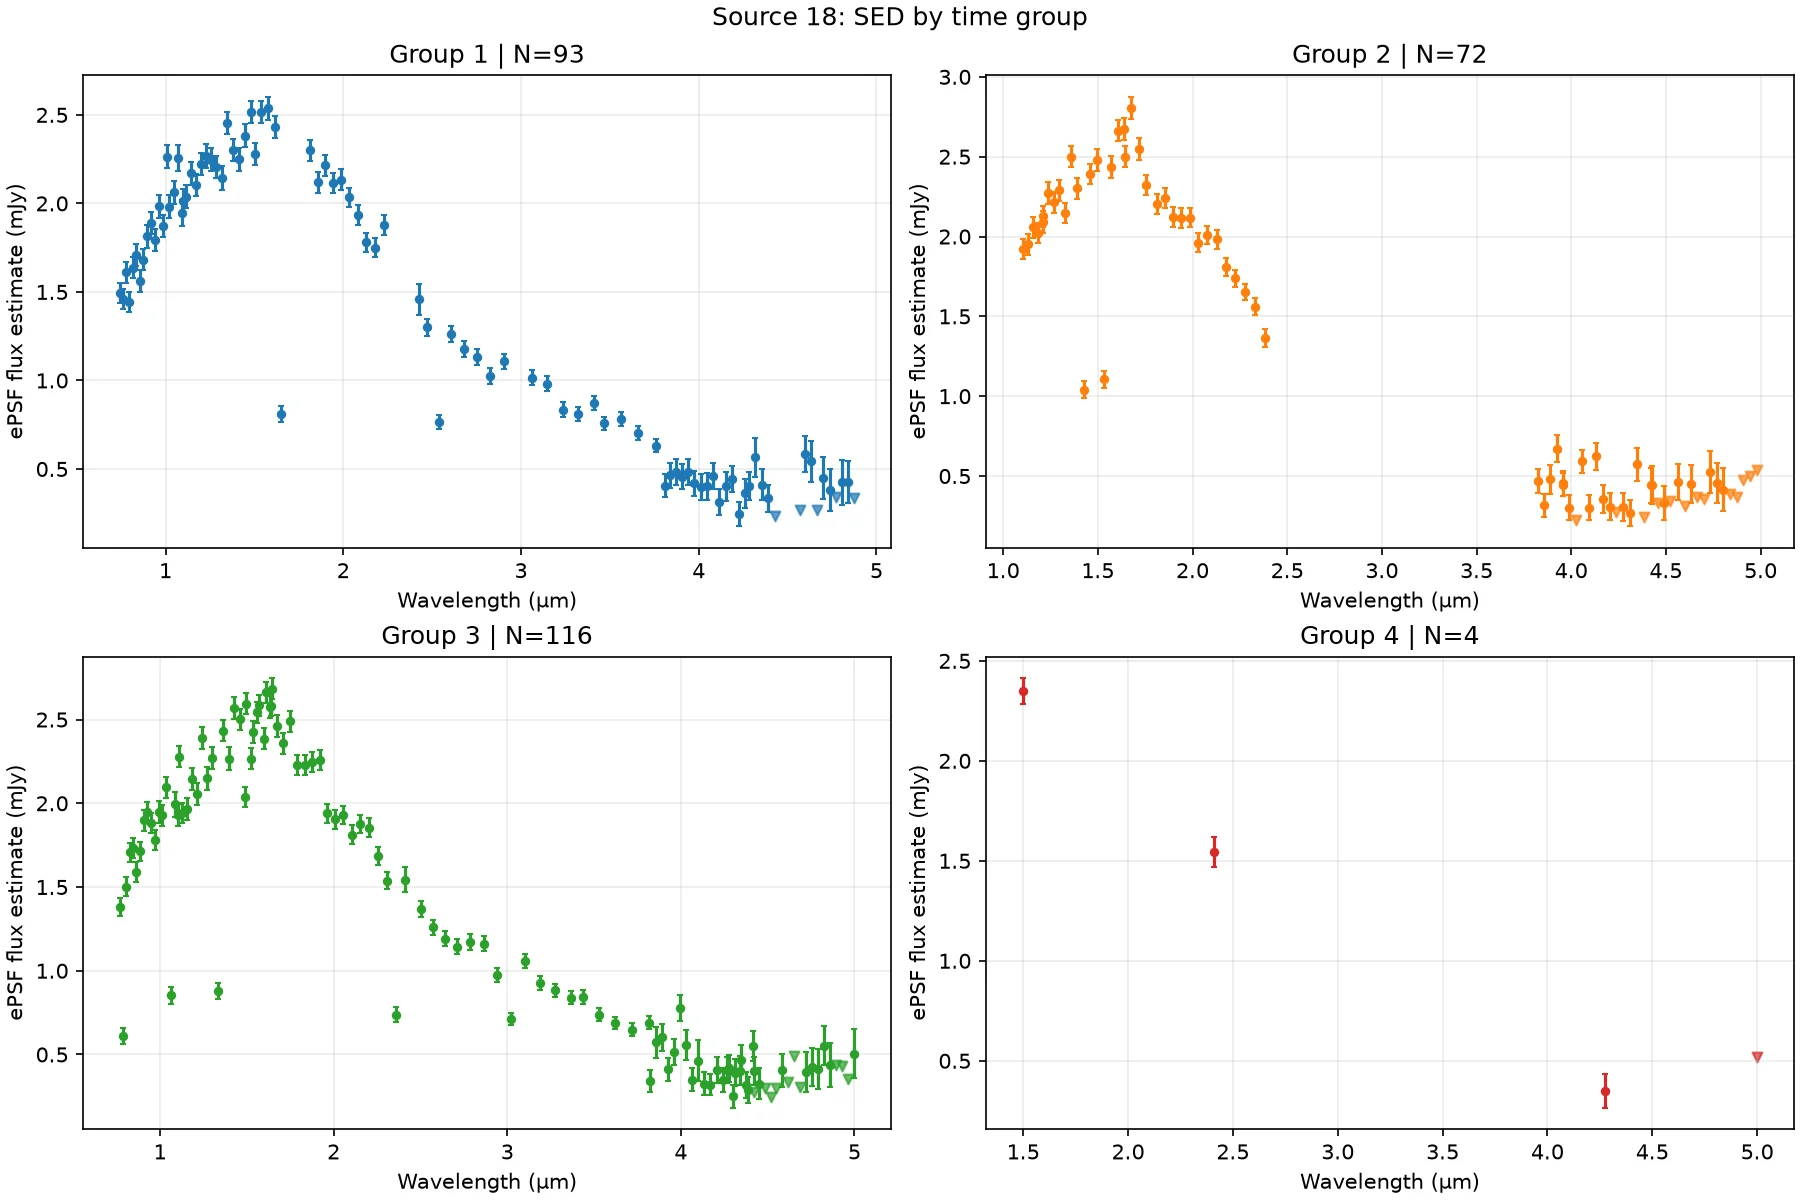 Source 18: SED by time group
Group 1 | N=93
ePSF flux estimate (mJy)
2.5
2.0
1.5
1.0
0.5
1 2 3 4 5
Wavelength (µm)
Group 2 | N=72
ePSF flux estimate (mJy)
3.0
2.5
2.0
1.5
1.0
0.5
1.0 1.5 2.0 2.5 3.0 3.5 4.0 4.5 5.0
Wavelength (µm)
Group 3 | N=116
ePSF flux estimate (mJy)
2.5
2.0
1.5
1.0
0.5
1 2 3 4 5
Wavelength (µm)
Group 4 | N=4
ePSF flux estimate (mJy)
2.5
2.0
1.5
1.0
0.5
1.5 2.0 2.5 3.0 3.5 4.0 4.5 5.0
Wavelength (µm)